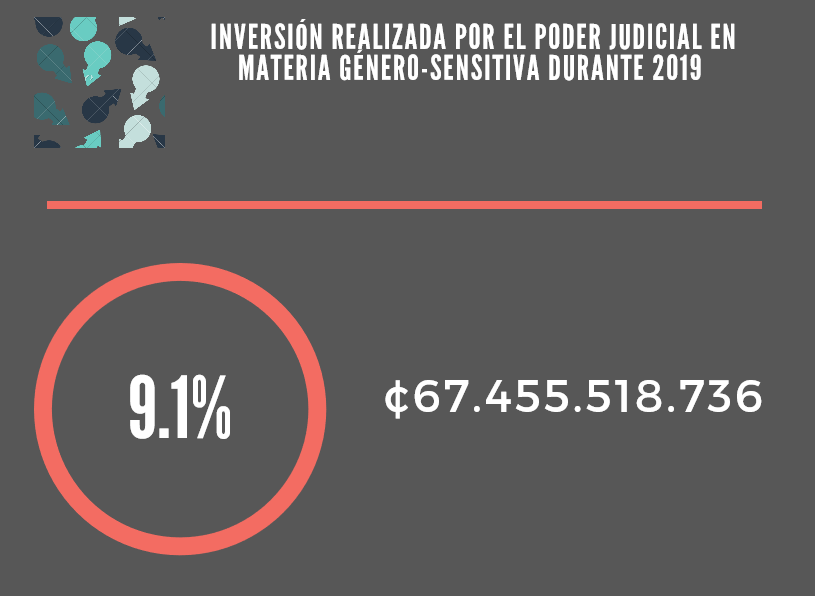 INVERSIÓN REALIZADA POR EL PODER JUDICIAL EN
MATERIA GÉNERO-SENSITIVA DURANTE 2019
9.1%
₵67.455.518.736